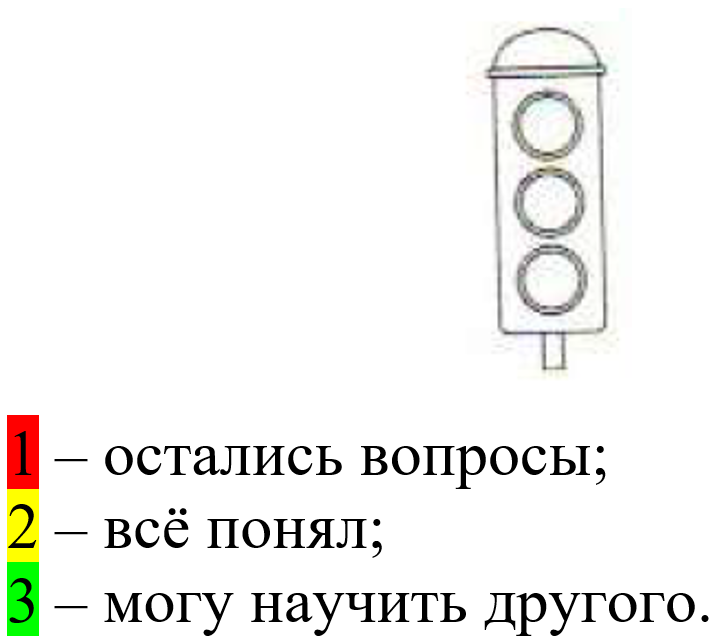 1 – остались вопросы;
2 – всё понял;
3 – могу научить другого.